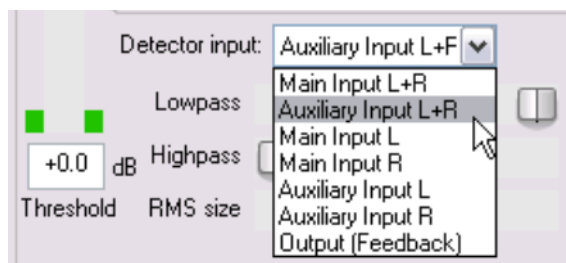 Detector input: Auxiliary Input L+F
Main Input L+R
Lowpass Auxiliary Input L+R
Main Input L
+0.0 dB Highpass Main Input R
Auxiliary Input L
Threshold RMS size Auxiliary Input R
Output (Feedback)